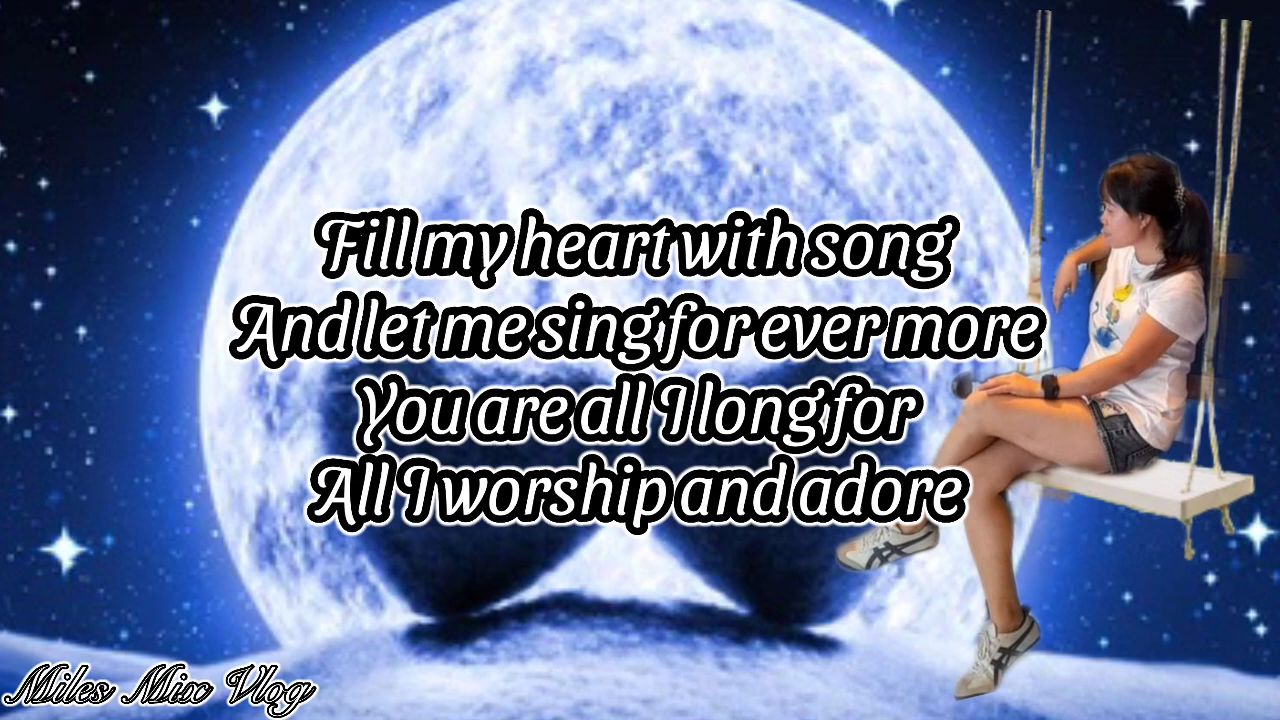 Fill my heart with song
And let me sing for ever more
You are all I long for
All I worship and adore
Miles Mix Vlog